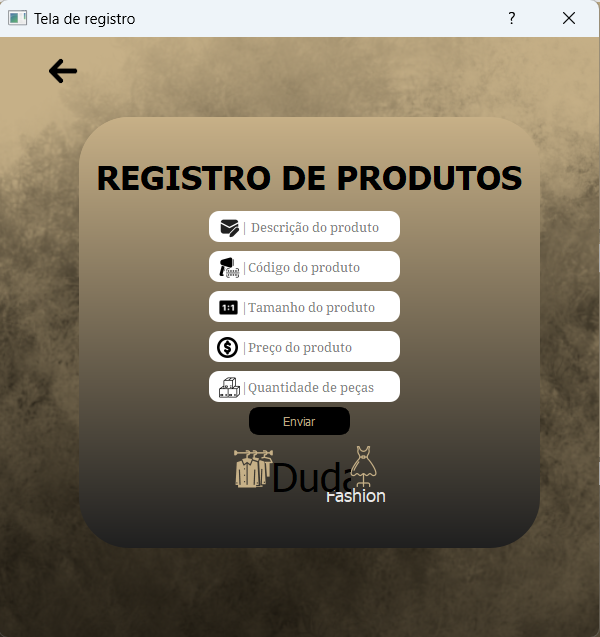 Tela de registro
REGISTRO DE PRODUTOS
| Descrição do produto
| Código do produto
1:1 | Tamanho do produto
$ | Preço do produto
| Quantidade de peças
Enviar
Duda
Fashion